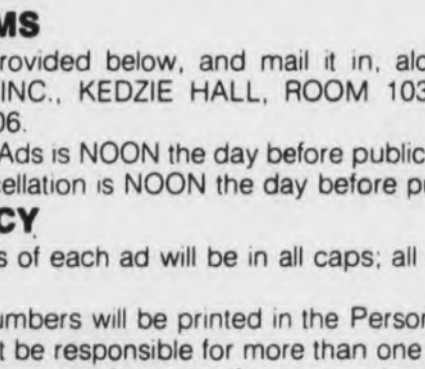 MS
rovided below, and mail it in, alo
INC., KEDZIE HALL, ROOM 103
06.
Ads is NOON the day before public
cellation is NOON the day before pu
CY
s of each ad will be in all caps; all
umbers will be printed in the Person
t be responsible for more than one